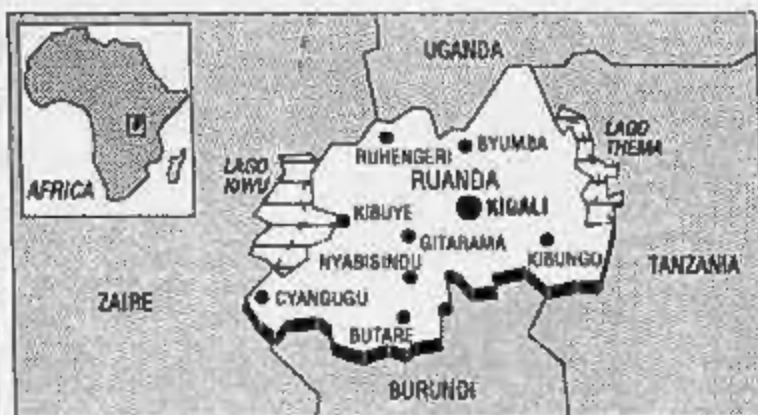 UGANDA
RUHENGERI
BYUMBA
LAGO
THEMA
LAGO
KIWU
RUANDA
AFRICA
KIBUYE
KIGALI
GITARAMA
NYABISINDU
KIBUNGO
TANZANIA
ZAIRE
CYANGUGU
BUTARE
BURUNDI